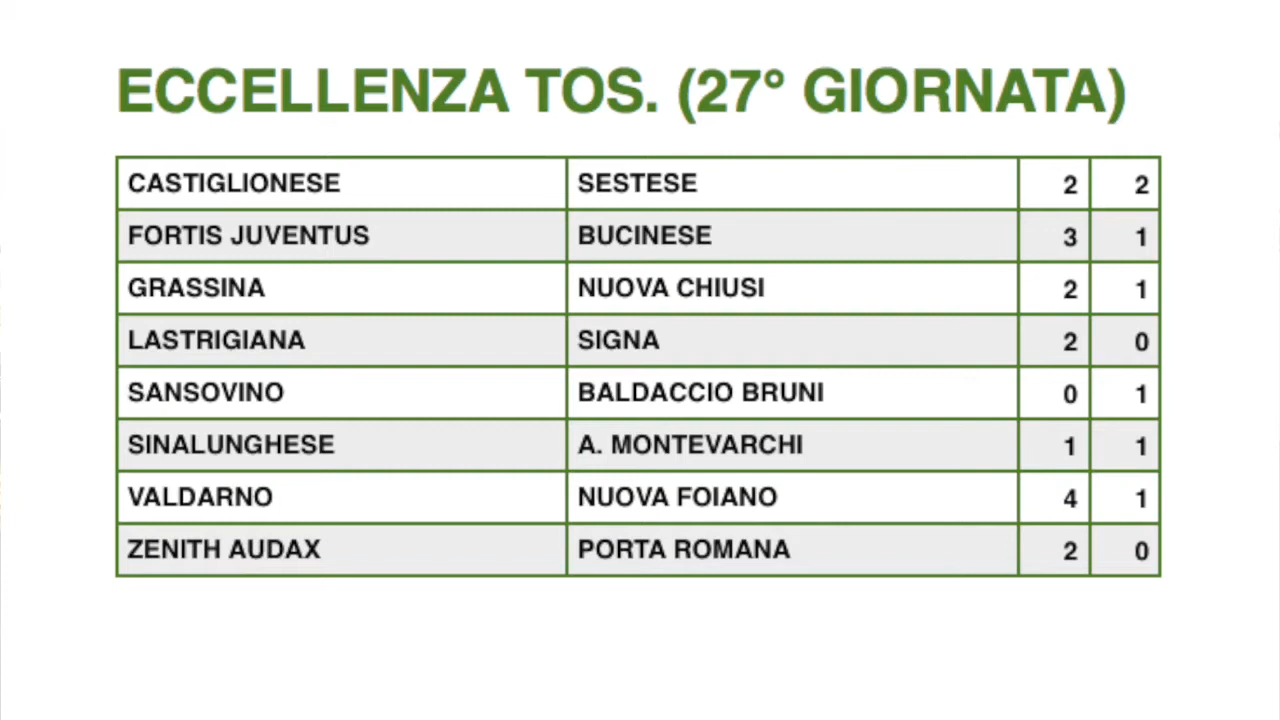 ECCELLENZA TOS. (27° GIORNATA)
CASTIGLIONESE SESTESE 2 2
FORTIS JUVENTUS BUCINESE 3 1
GRASSINA NUOVA CHIUSI 2 1
LASTRIGIANA SIGNA 2 0
SANSOVINO BALDACCIO BRUNI 0 1
SINALUNGHESE A. MONTEVARCHI 1 1
VALDARNO NUOVA FOIANO 4 1
ZENITH AUDAX PORTA ROMANA 2 0